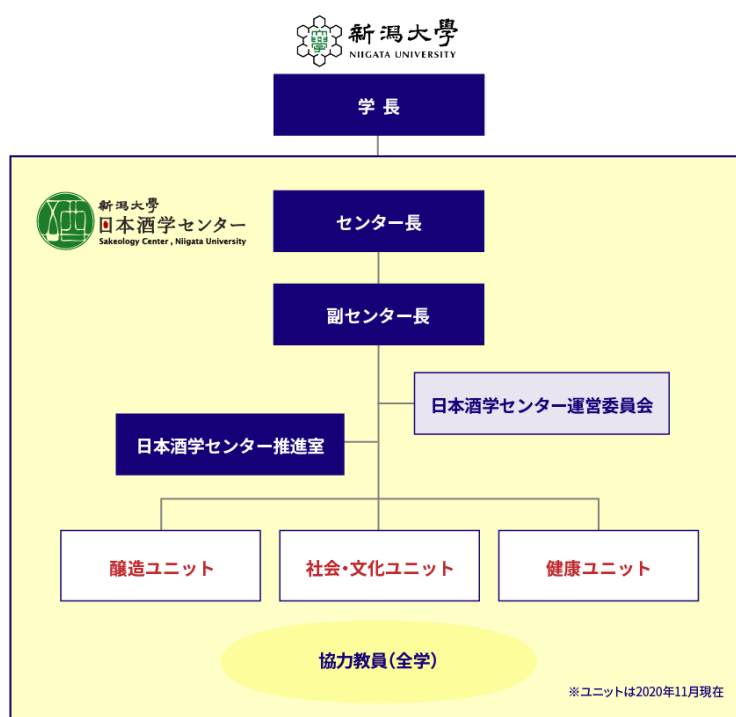 新潟大學
NIIGATA UNIVERSITY
学 長
新潟大學
日本酒学センター
Sakeology Center , Niigata University
センター長
副センター長
日本酒学センター運営委員会
日本酒学センター推進室
醸造ユニット
社会・文化ユニット
健康ユニット
協力教員(全学)
※ユニットは2020年11月現在